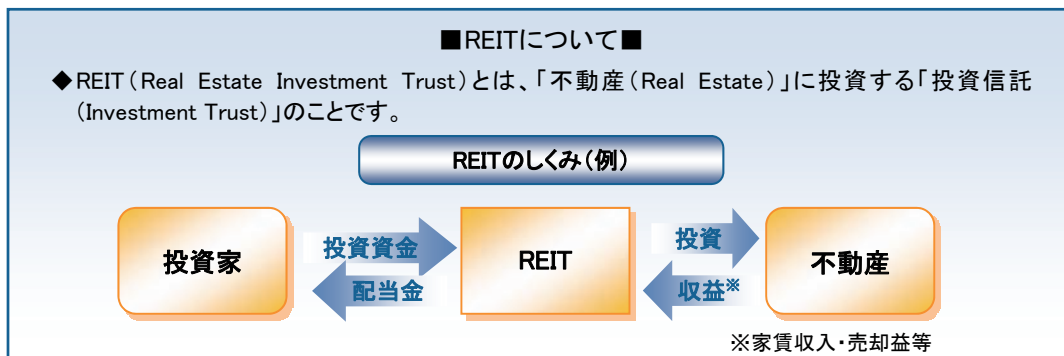 ■REITについて■
◆REIT(Real Estate Investment Trust)とは、「不動産(Real Estate)」に投資する「投資信託
(Investment Trust)」のことです。
REITのしくみ(例)
投資家
投資資金
配当金
REIT
投資
収益※
不動産
※家賃収入・売却益等